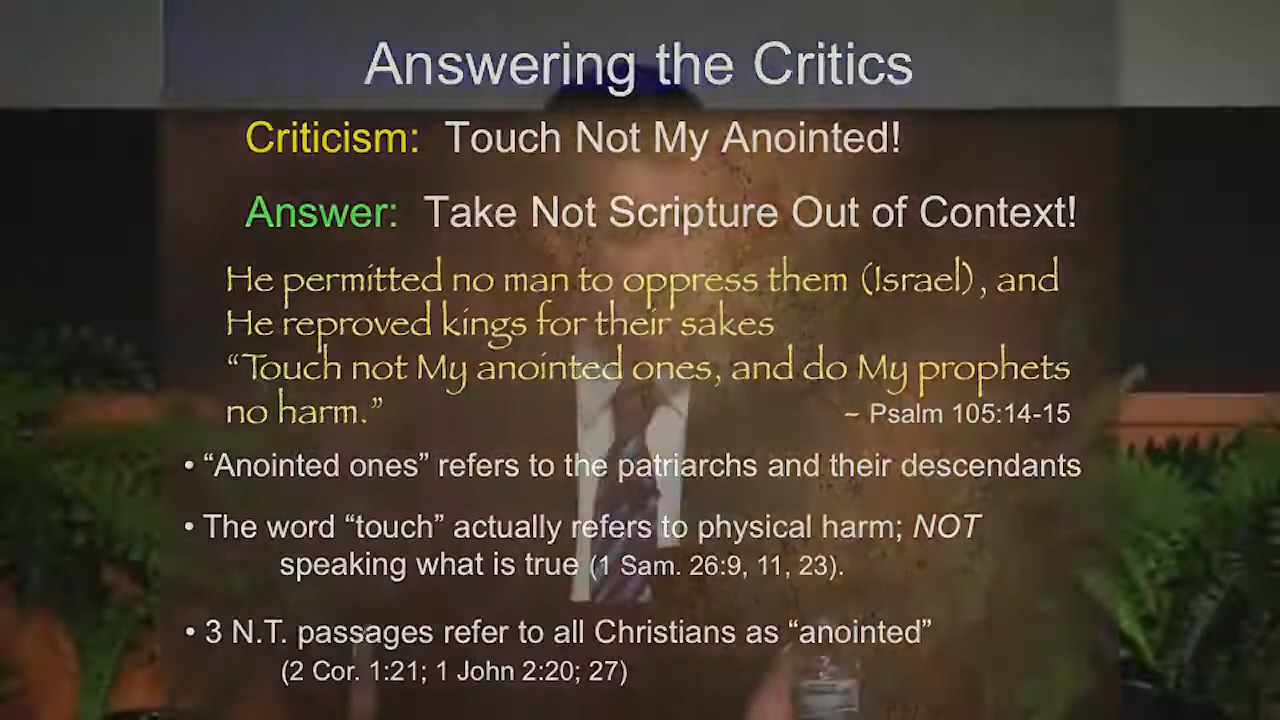 Answering the Critics
Criticism: Touch Not My Anointed!
Answer: Take Not Scripture Out of Context!
He permitted no man to oppress them (Israel), and
He reproved kings for their sakes
“Touch not My anointed ones, and do My prophets
no harm.” ~ Psalm 105:14-15
• “Anointed ones” refers to the patriarchs and their descendants
• The word “touch” actually refers to physical harm; NOT
speaking what is true (1 Sam. 26:9, 11, 23).
• 3 N.T. passages refer to all Christians as “anointed”
(2 Cor. 1:21; 1 John 2:20; 27)